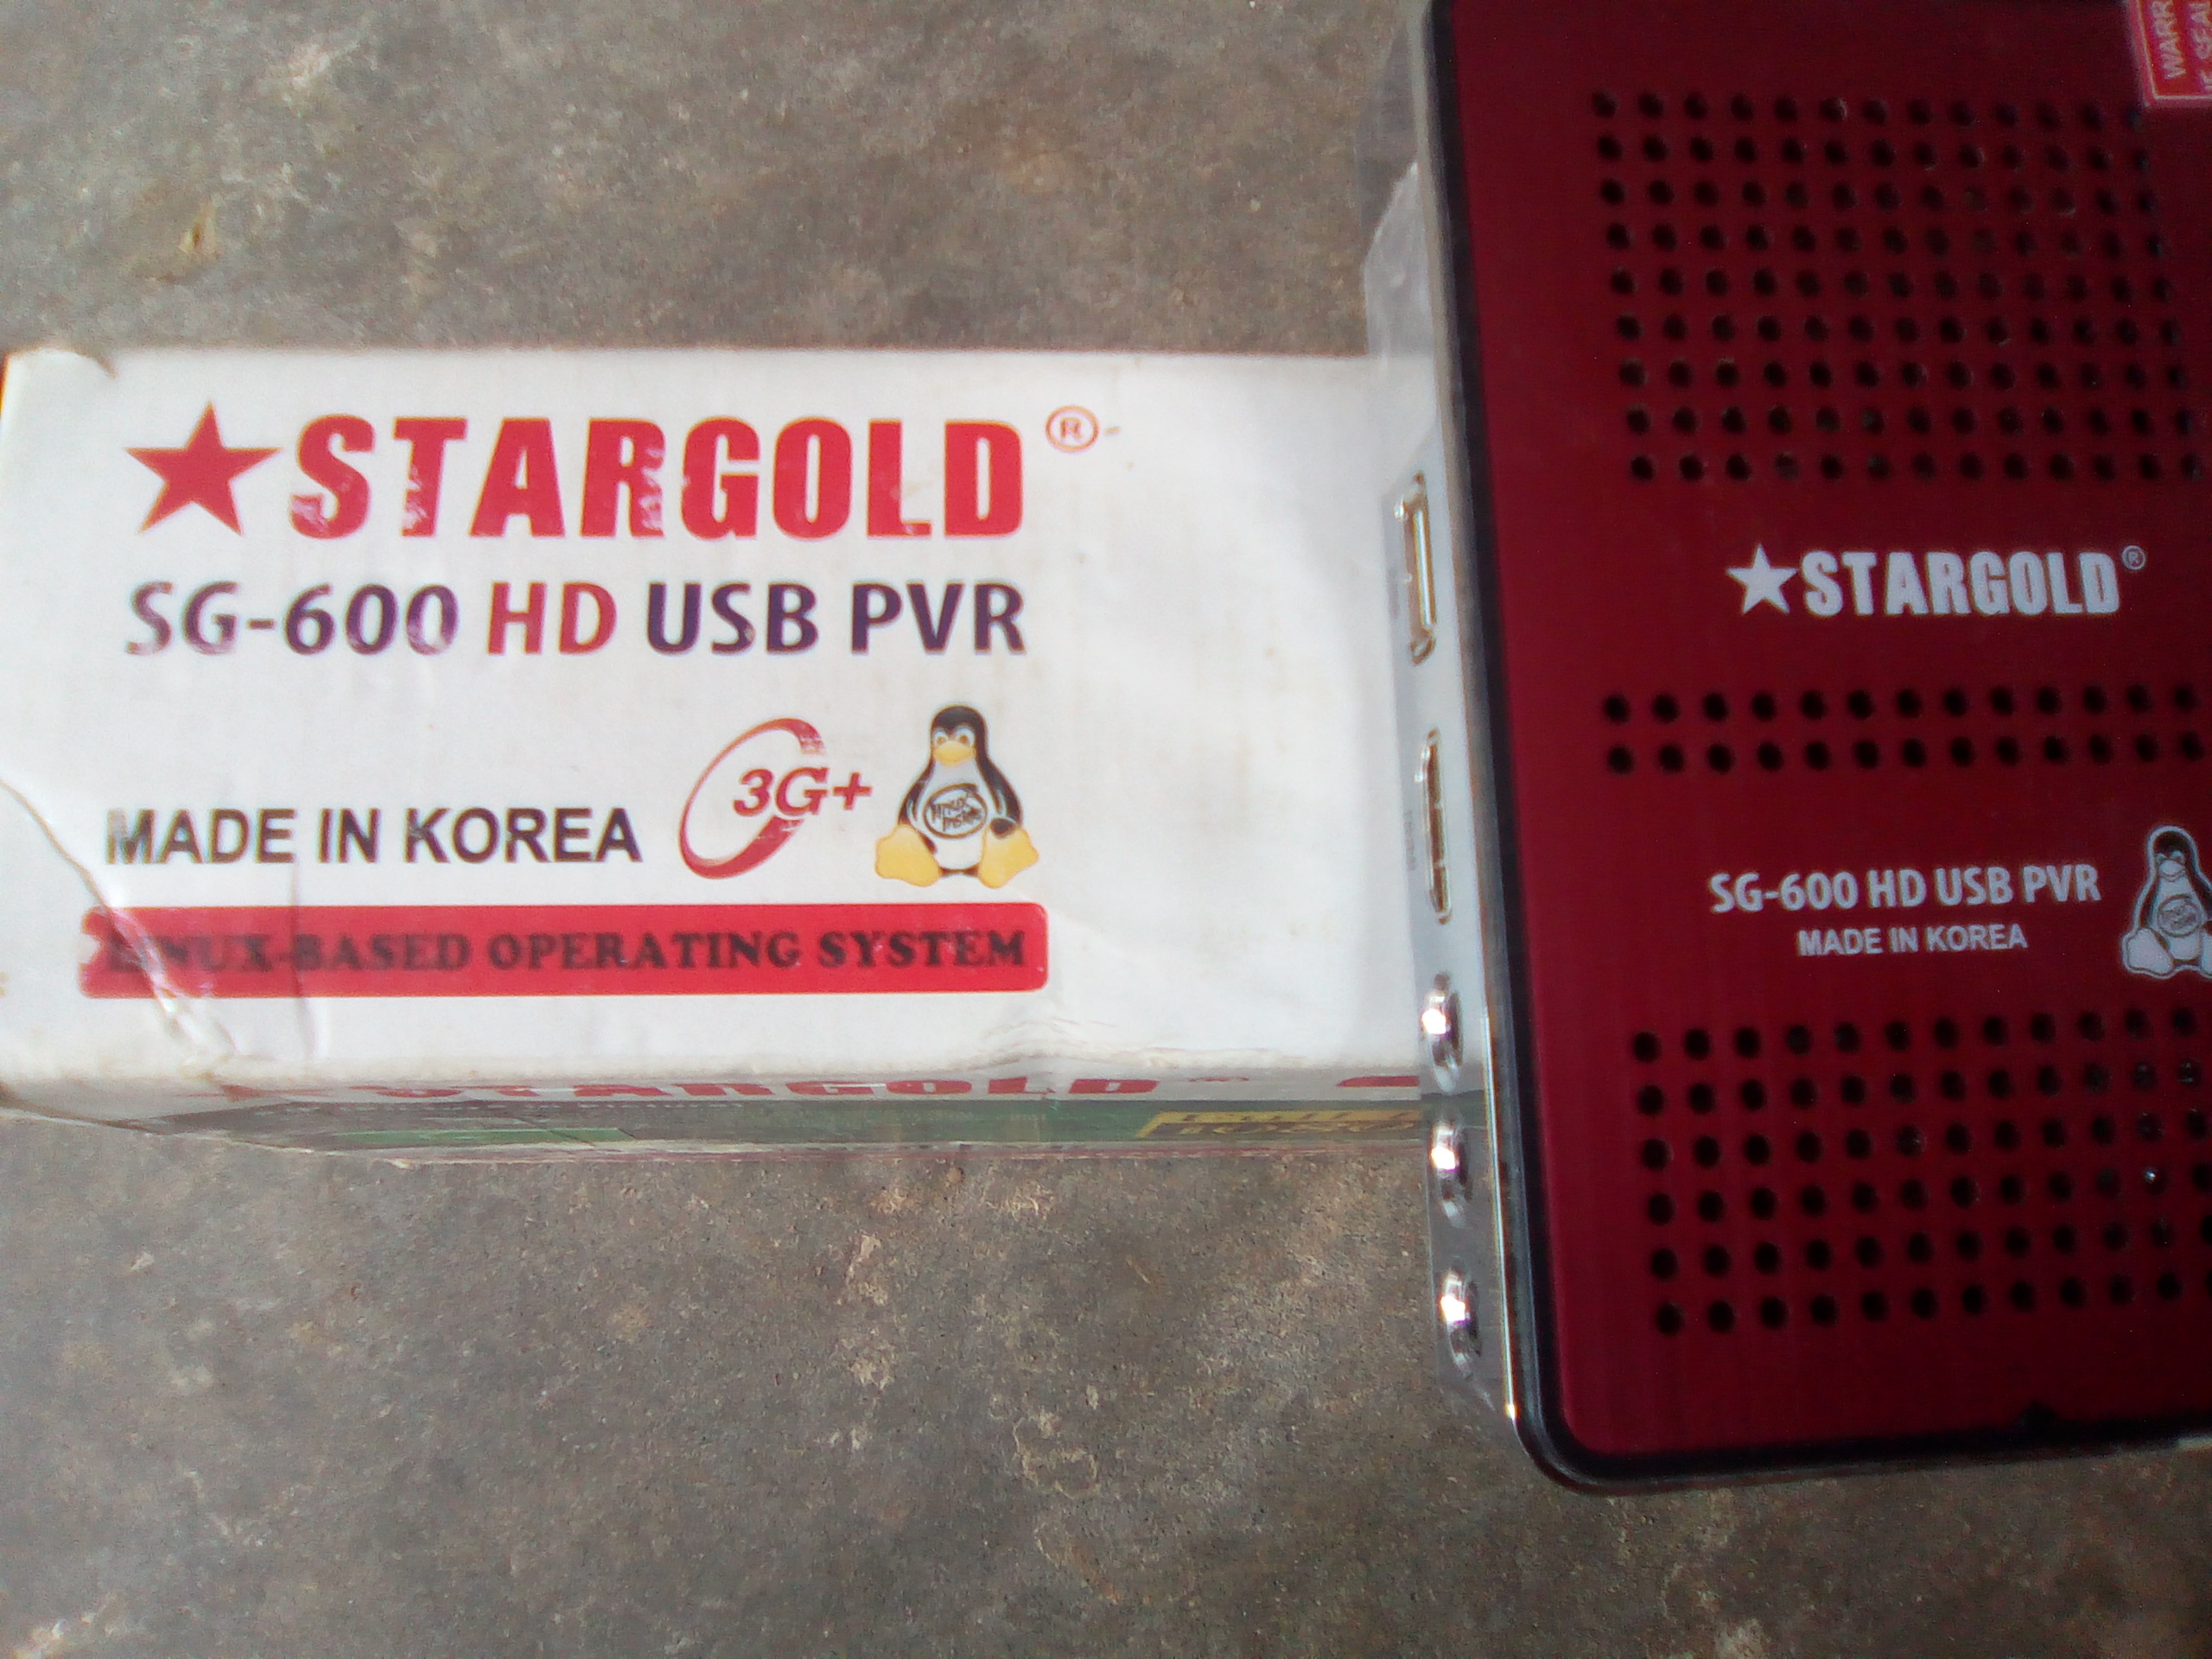 STARGOLD®
SG-600 HD USB PVR
MADE IN KOREA
3G+
LINUX-BASED OPERATING SYSTEM
STARGOLD
STARGOLD®
SG-600 HD USB PVR
MADE IN KOREA